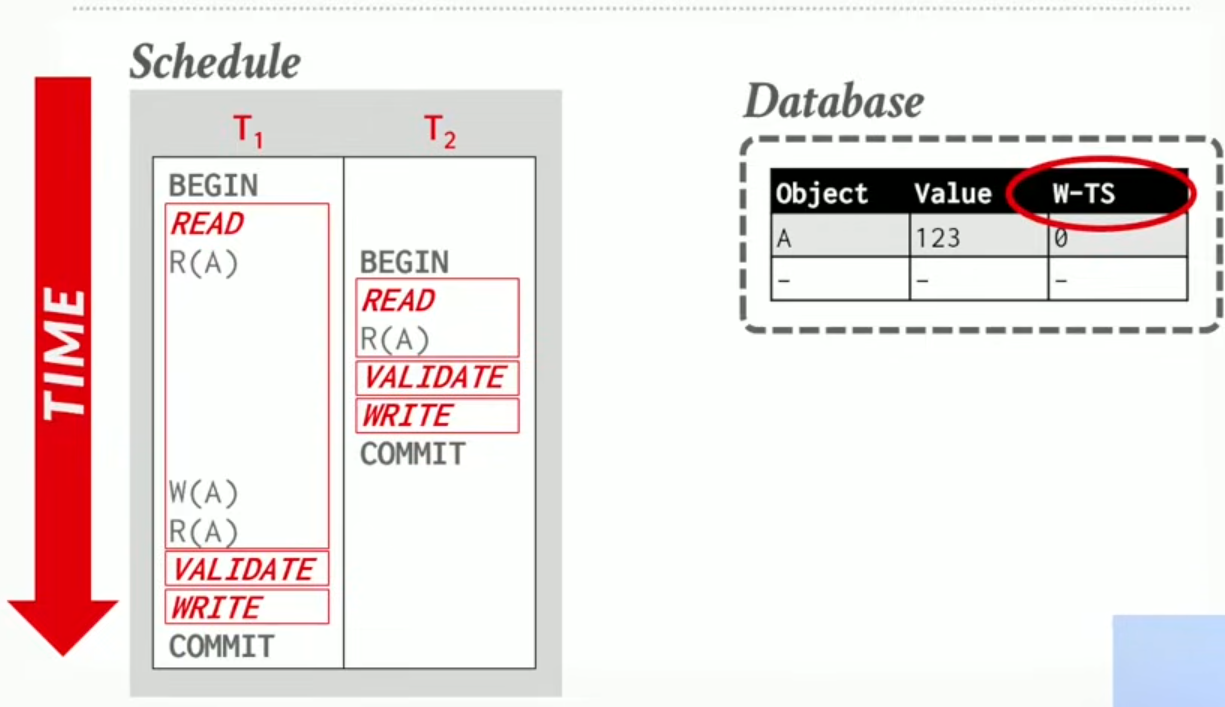 Schedule
TIME
T1 T2
BEGIN
READ
R(A) BEGIN
READ
R(A)
VALIDATE
WRITE
COMMIT
W(A)
R(A)
VALIDATE
WRITE
COMMIT
Database
Object Value W-TS
A 123 0
- - -